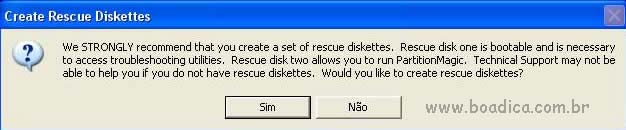 Create Rescue Diskettes
We STRONGLY recommend that you create a set of rescue diskettes. Rescue disk one is bootable and is necessary
to access troubleshooting utilities. Rescue disk two allows you to run PartitionMagic. Technical Support may not be
able to help you if you do not have rescue diskettes. Would you like to create rescue diskettes?
Sim Não
www.boadica.com.br